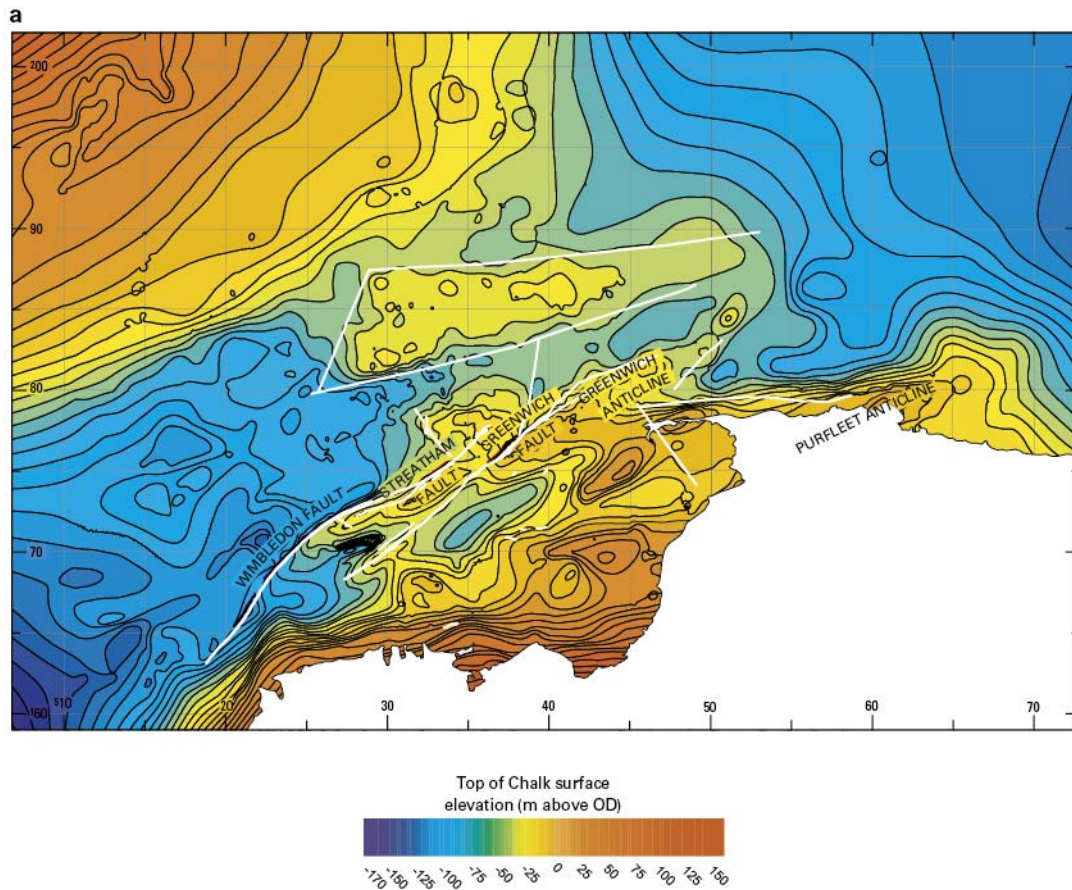 a
200
90
80
70
160
510
20
30
40
50
60
70
WIMBLEDON FAULT
STREATHAM
FAULT
GREENWICH
FAULT
GREENWICH
ANTICLINE
PURFLEET ANTICLINE
Top of Chalk surface
elevation (m above OD)
-170 -150 -125 -100 -75 -50 -25 0 25 50 75 100 125 150